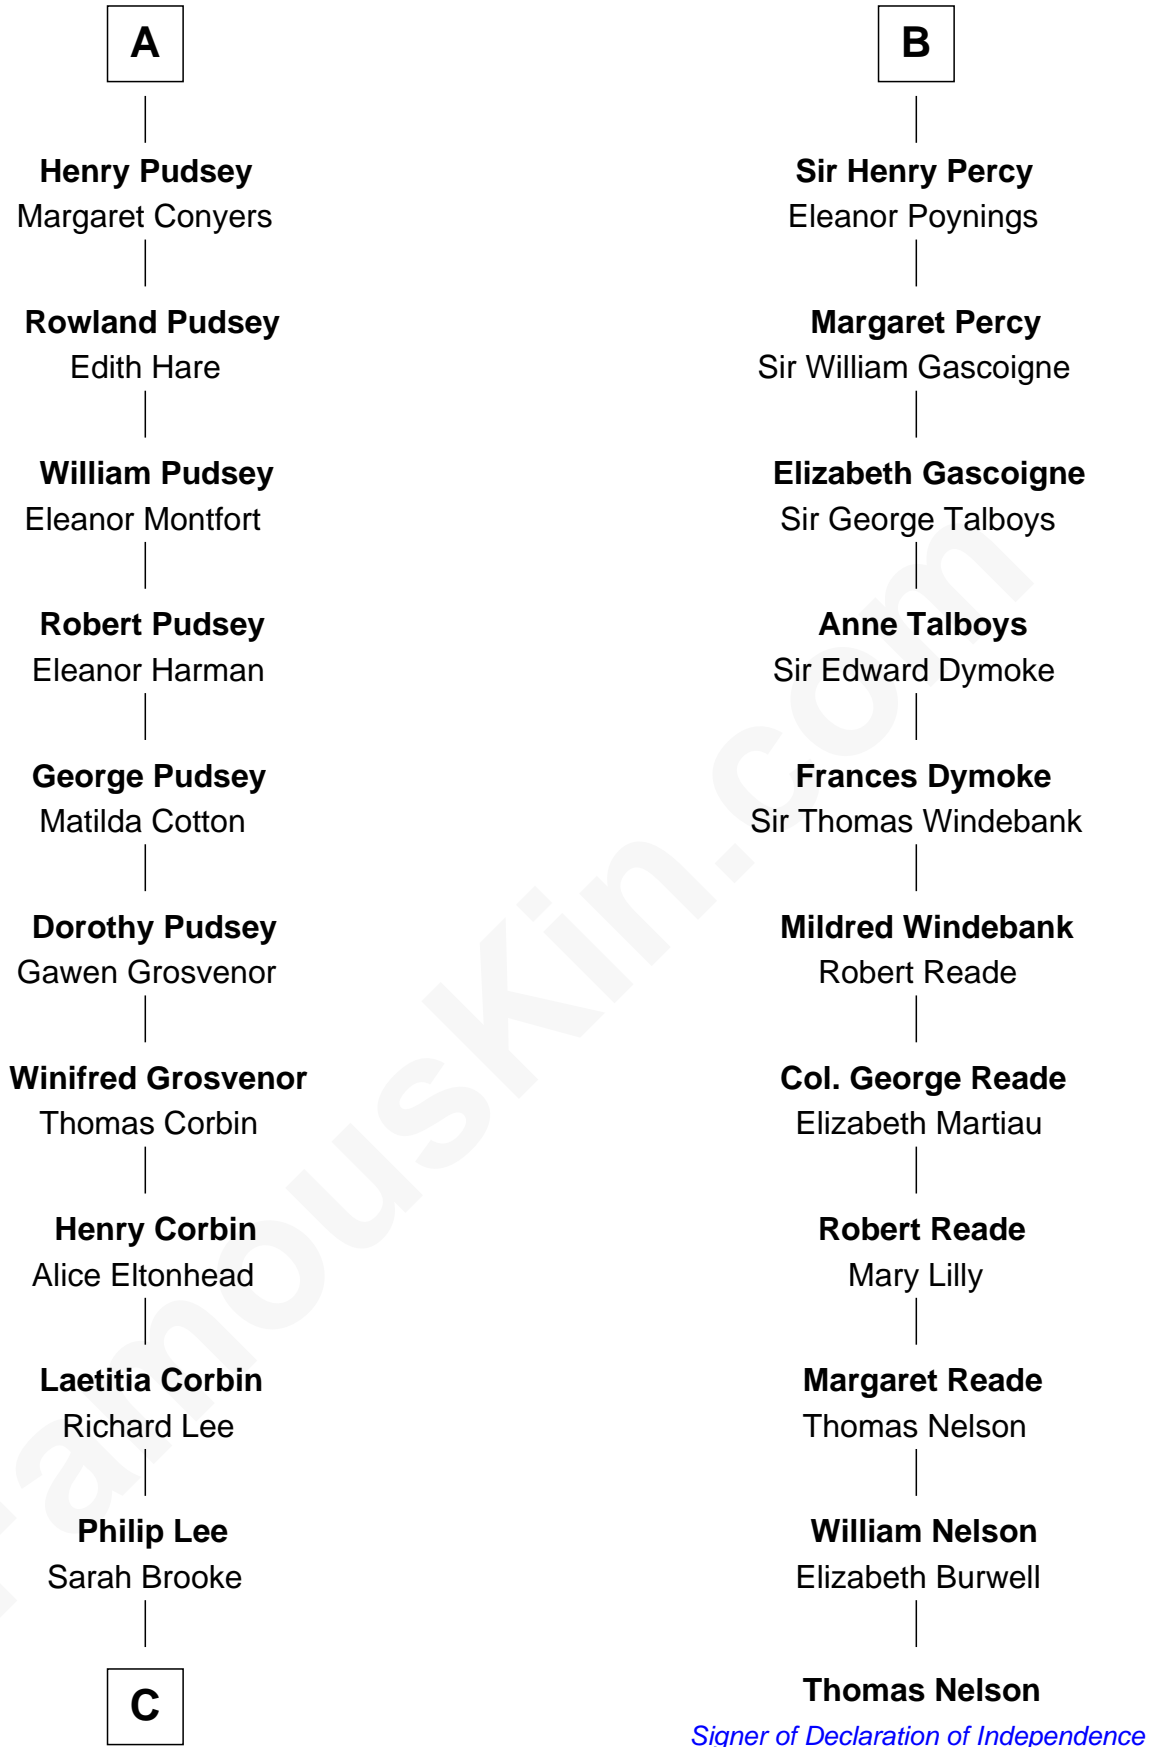 A
Henry Pudsey
Margaret Conyers
Rowland Pudsey
Edith Hare
William Pudsey
Eleanor Montfort
Robert Pudsey
Eleanor Harman
George Pudsey
Matilda Cotton
Dorothy Pudsey
Gawen Grosvenor
Winifred Grosvenor
Thomas Corbin
Henry Corbin
Alice Eltonhead
Laetitia Corbin
Richard Lee
Philip Lee
Sarah Brooke
C
B
Sir Henry Percy
Eleanor Poynings
Margaret Percy
Sir William Gascoigne
Elizabeth Gascoigne
Sir George Talboys
Anne Talboys
Sir Edward Dymoke
Frances Dymoke
Sir Thomas Windebank
Mildred Windebank
Robert Reade
Col. George Reade
Elizabeth Martiau
Robert Reade
Mary Lilly
Margaret Reade
Thomas Nelson
William Nelson
Elizabeth Burwell
Thomas Nelson
Signer of Declaration of Independence
FamousKin.com